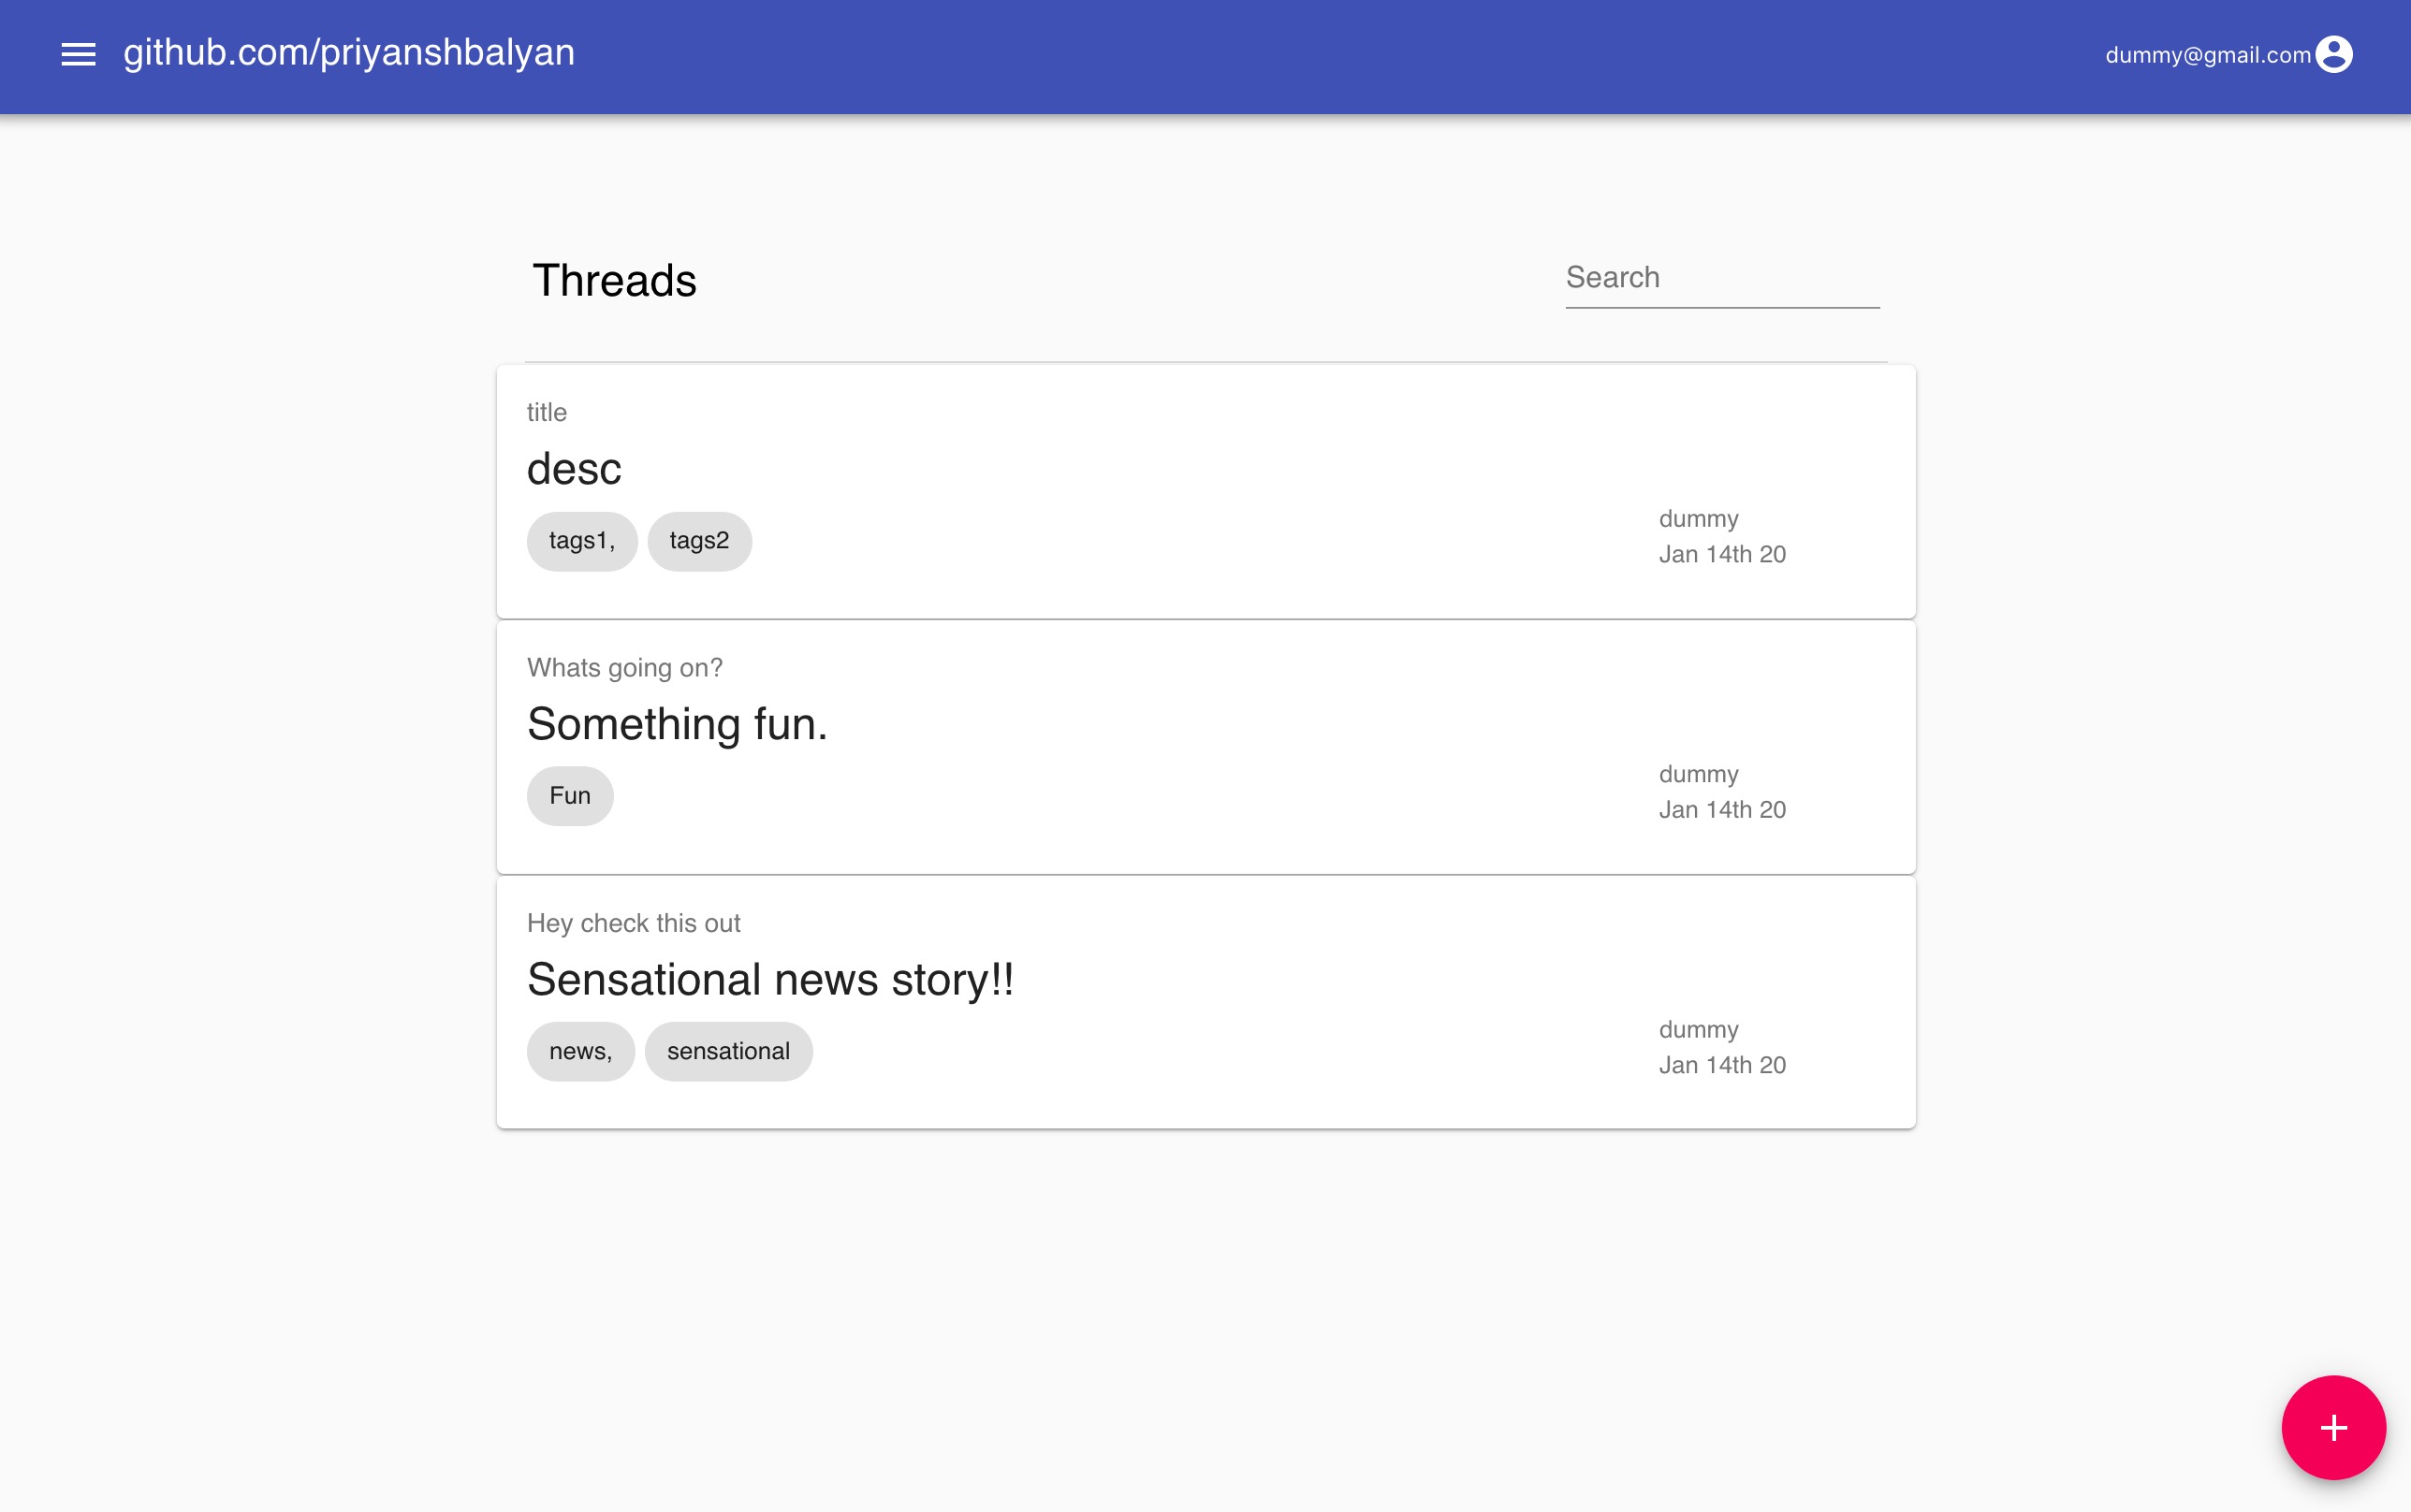 github.com/priyanshbalyan
dummy@gmail.com
Threads
Search
title
desc
tags1, tags2
dummy
Jan 14th 20
Whats going on?
Something fun.
Fun
dummy
Jan 14th 20
Hey check this out
Sensational news story!!
news, sensational
dummy
Jan 14th 20